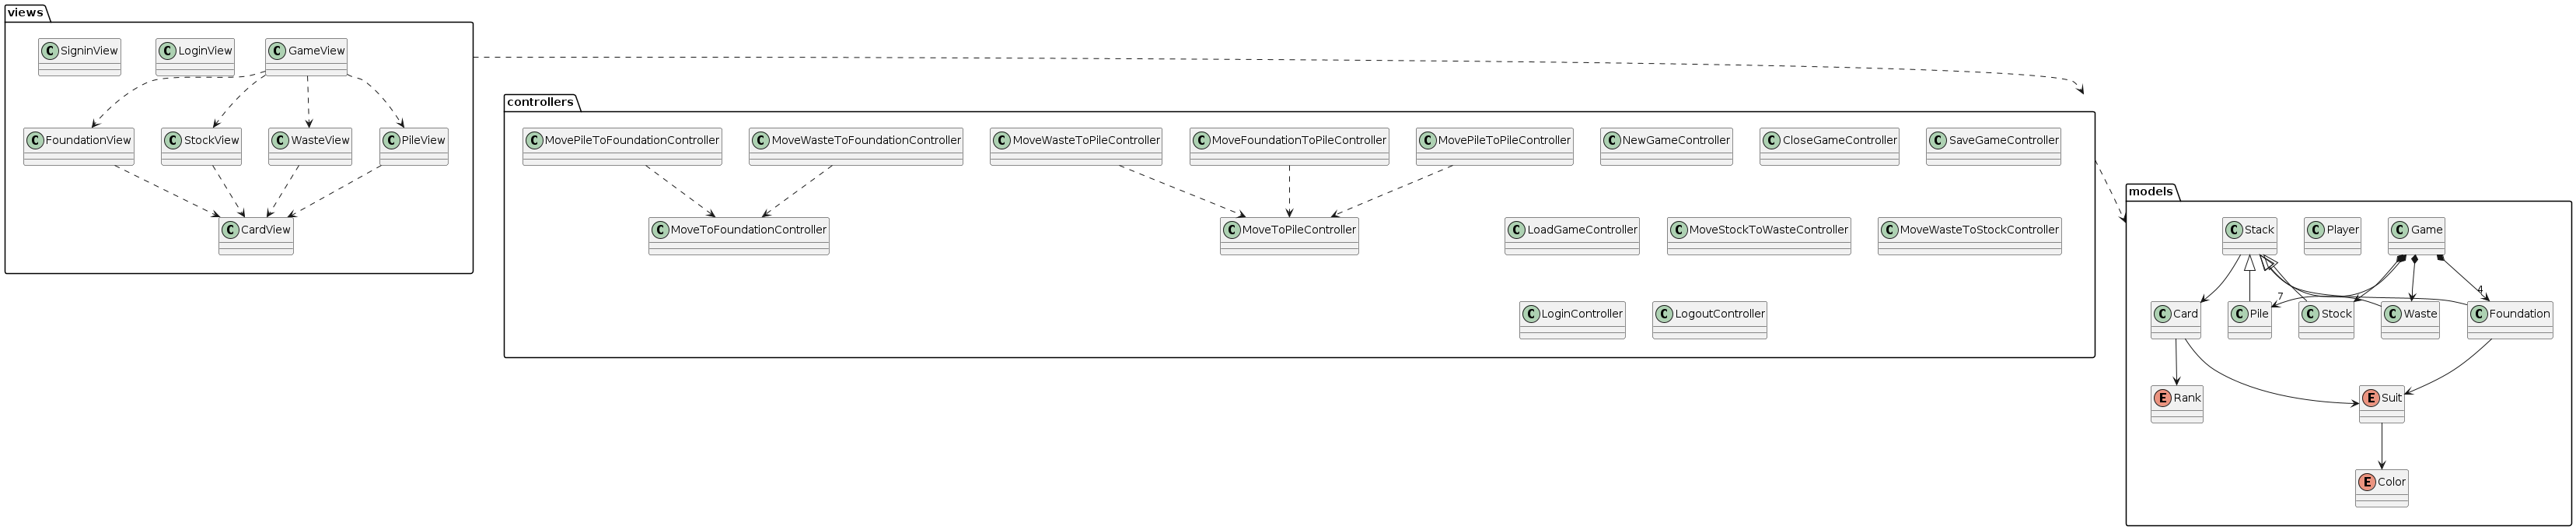 views
SigninView
LoginView
GameView
FoundationView
StockView
WasteView
PileView
CardView
controllers
MovePileToFoundationController
MoveWasteToFoundationController
MoveWasteToPileController
MoveFoundationToPileController
MovePileToPileController
NewGameController
CloseGameController
SaveGameController
MoveToFoundationController
MoveToPileController
LoadGameController
MoveStockToWasteController
MoveWasteToStockController
LoginController
LogoutController
models
Stack
Player
Game
7
4
Card
Pile
Stock
Waste
Foundation
Rank
Suit
Color